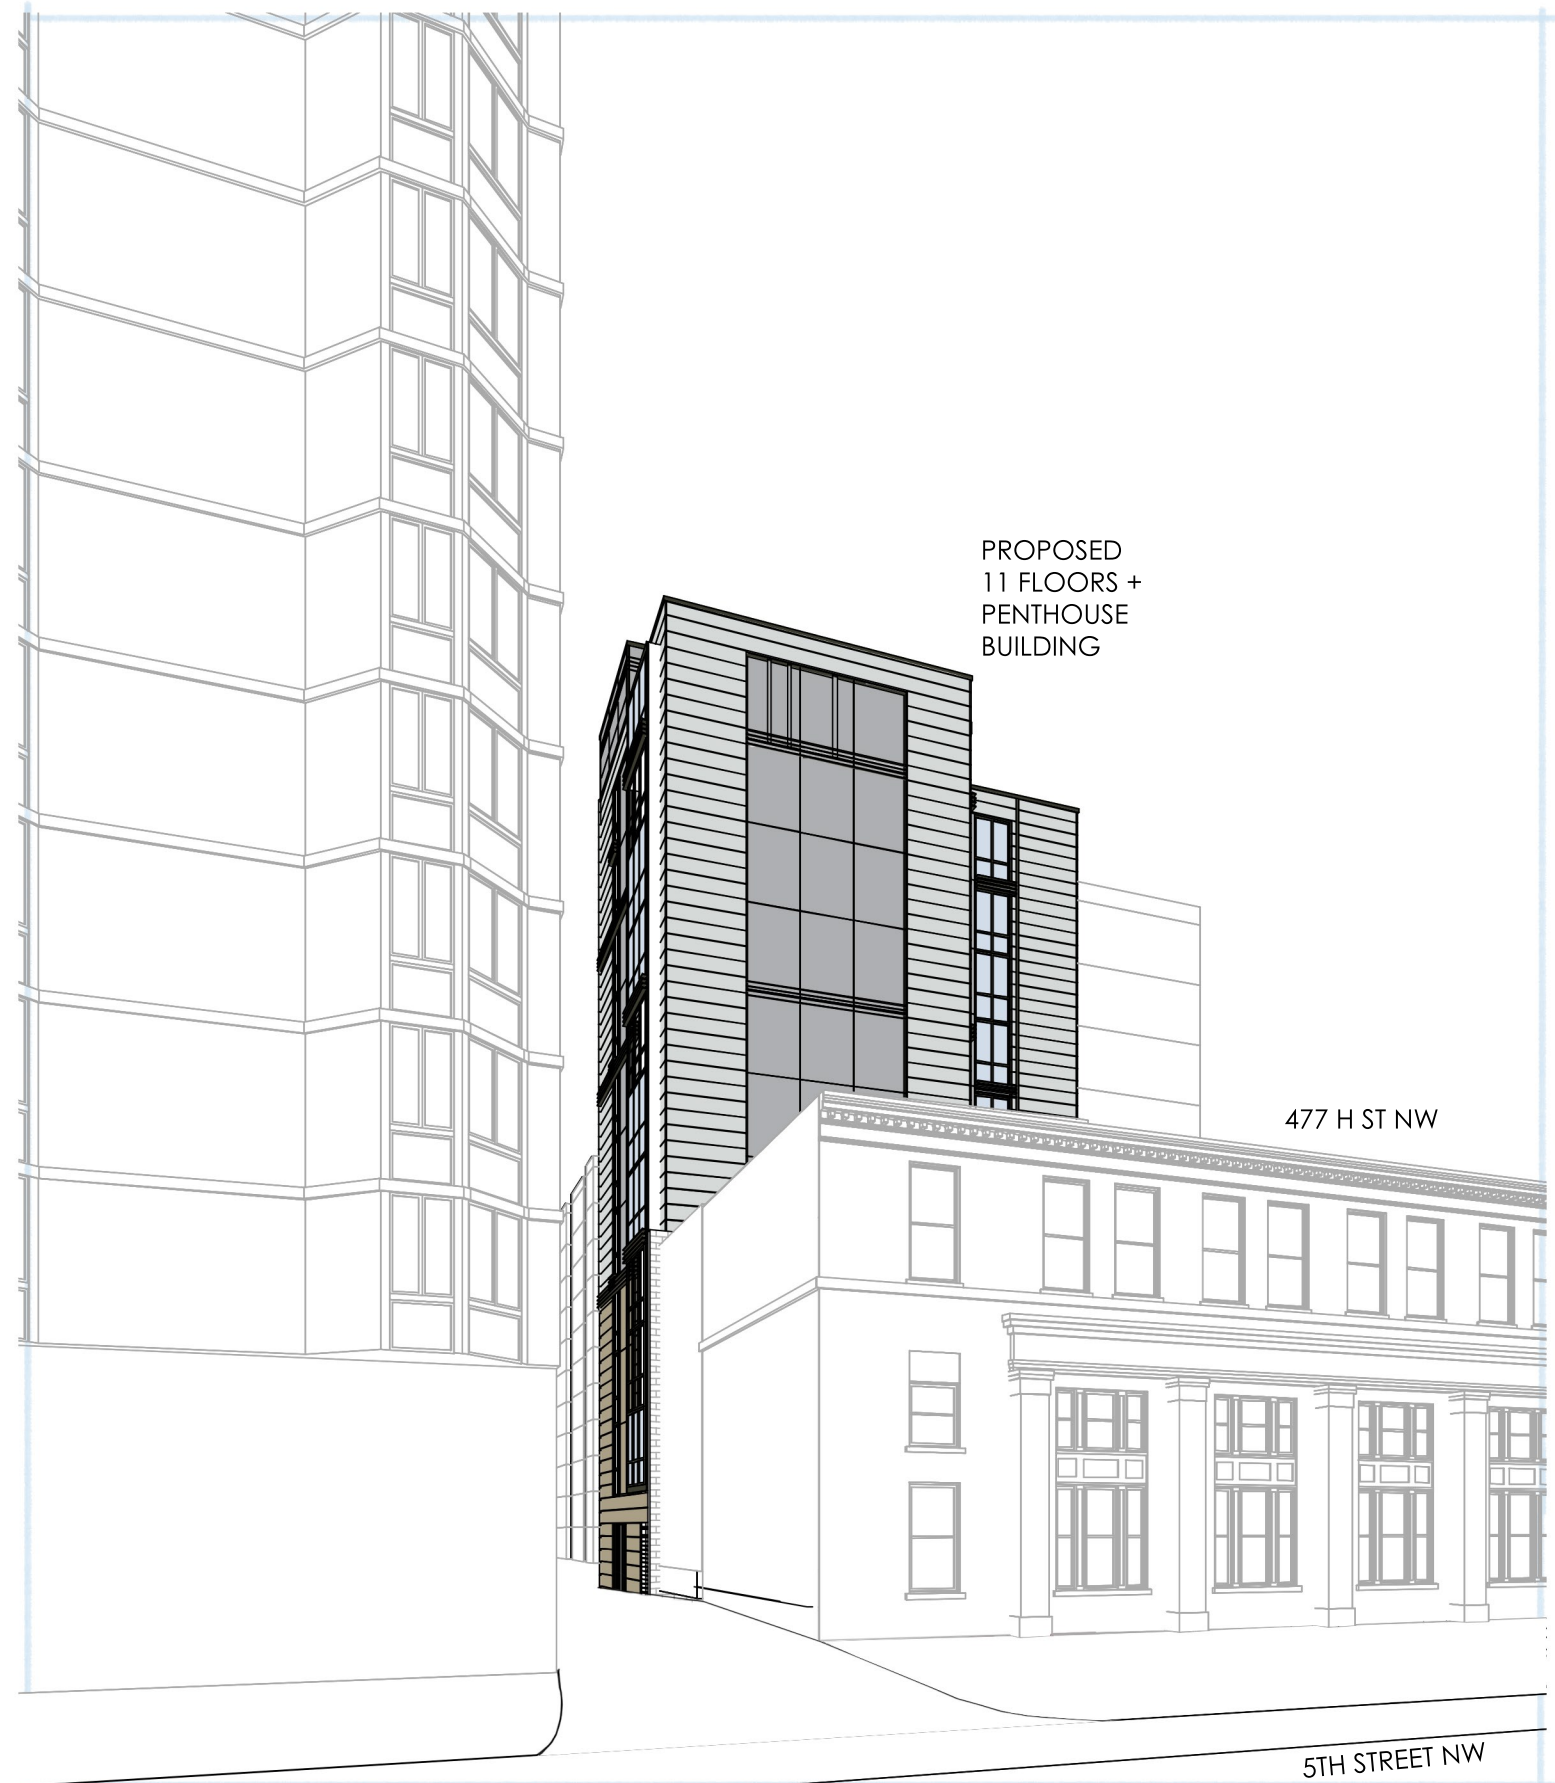 PROPOSED
11 FLOORS +
PENTHOUSE
BUILDING
477 H ST NW
5TH STREET NW